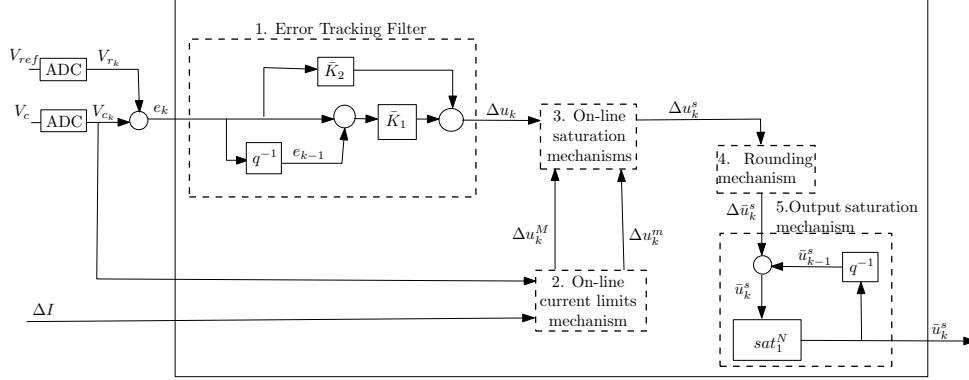 1. Error Tracking Filter
V_{ref}
ADC
V_{r_k}
V_c
ADC
V_{c_k}
e_k
\bar{K}_2
\bar{K}_1
q^{-1}
e_{k-1}
Δu_k
3. On-line
saturation
mechanisms
Δu_k^s
4. Rounding
mechanism
Δ\bar{u}_k^s
5.Output saturation
mechanism
Δu_k^M
Δu_k^m
2. On-line
current limits
mechanism
ΔI
\bar{u}_{k-1}^s
q^{-1}
\bar{u}_k^s
sat_1^N
\bar{u}_k^s